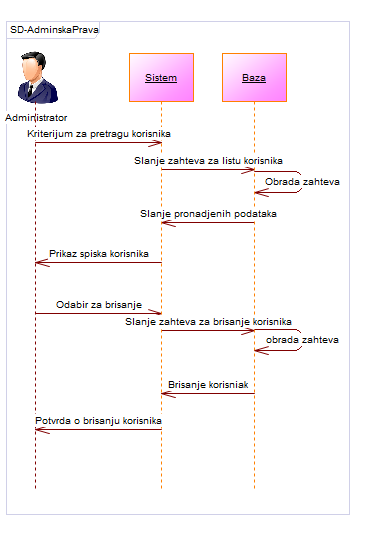 SD-AdminskaPrava
Sistem
Baza
Administrator
Kriterijum za pretragu korisnika
Slanje zahteva za listu korisnika
Obrada zahteva
Slanje pronadjenih podataka
Prikaz spiska korisnika
Odabir za brisanje
Slanje zahteva za brisanje korisnika
obrada zahteva
Brisanje korisniak
Potvrda o brisanju korisnika